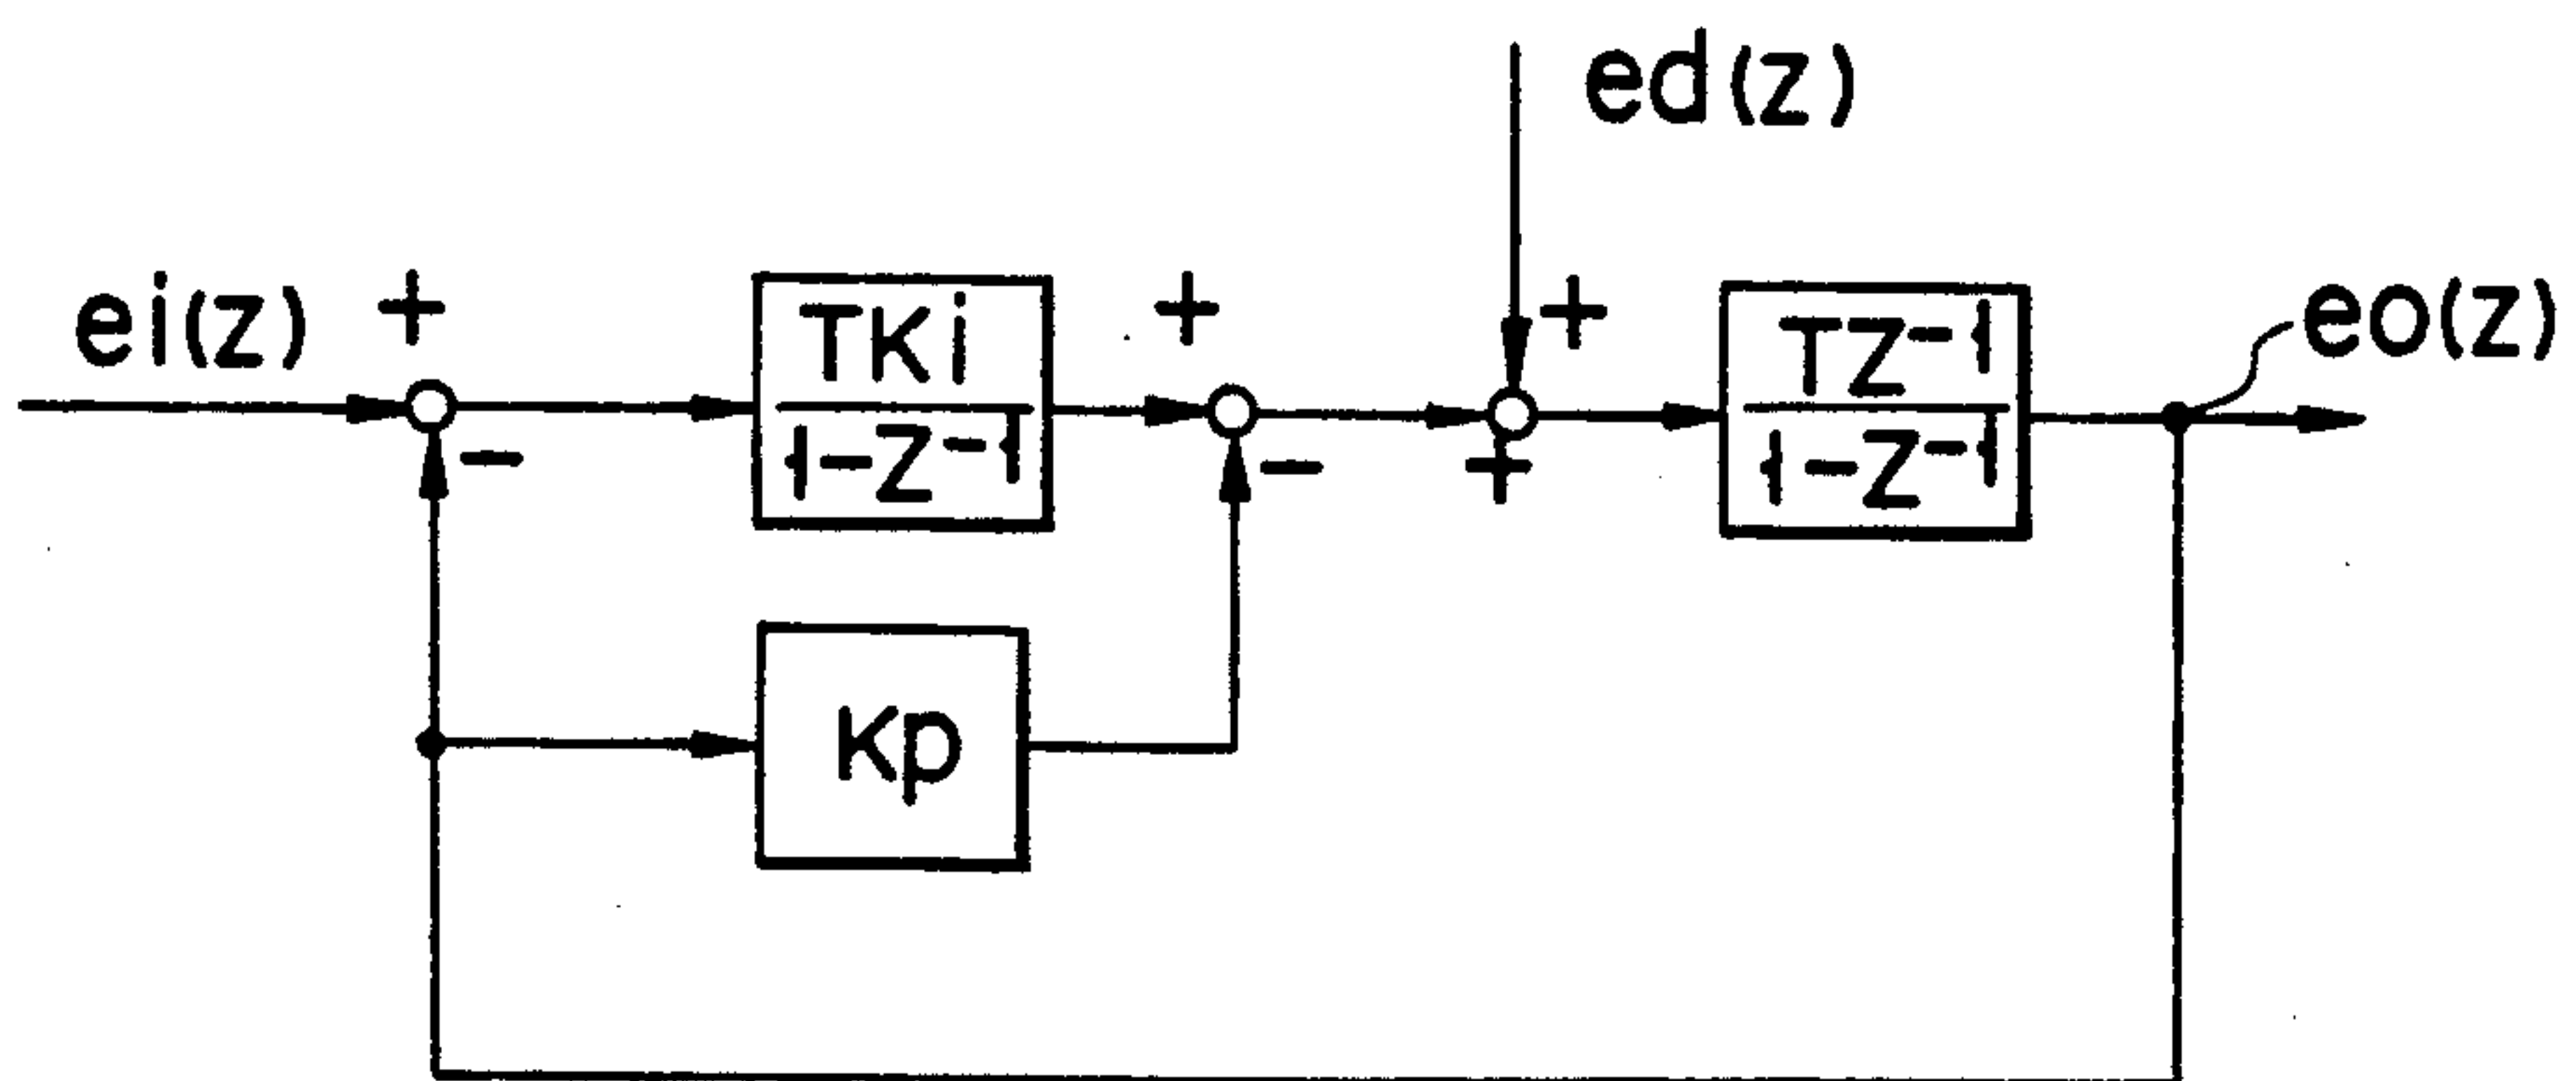 ed(z)
ei(z)
+
TKi
1-Z-1
+
+
TZ-1
1-Z-1
eo(z)
-
-
+
Kp